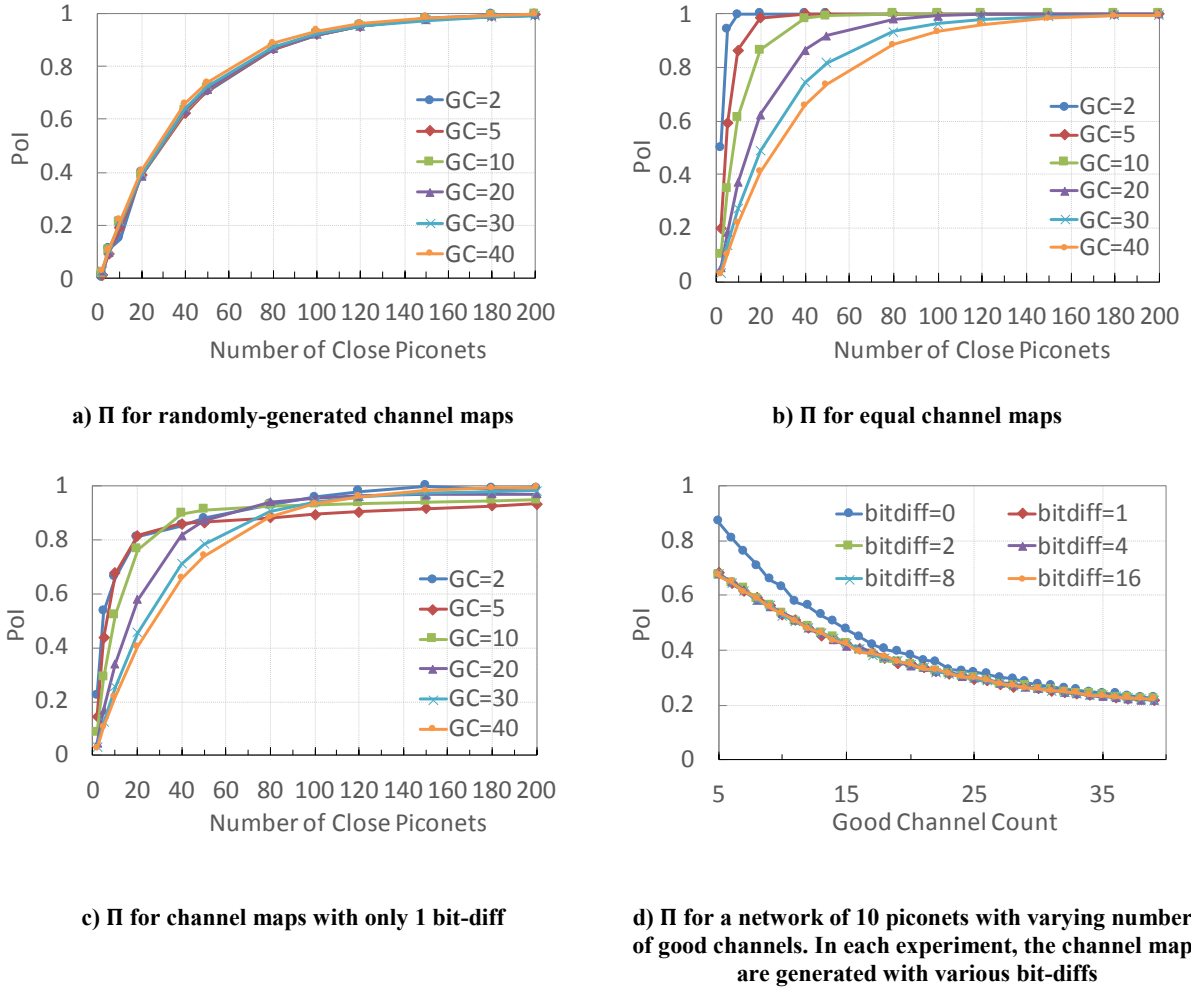 1
0.8
0.6
0.4
0.2
0
PoI
GC=2
GC=5
GC=10
GC=20
GC=30
GC=40
0 20 40 60 80 100 120 140 160 180 200
Number of Close Piconets
a) Π for randomly-generated channel maps
1
0.8
0.6
0.4
0.2
0
PoI
GC=2
GC=5
GC=10
GC=20
GC=30
GC=40
0 20 40 60 80 100 120 140 160 180 200
Number of Close Piconets
b) Π for equal channel maps
1
0.8
0.6
0.4
0.2
0
PoI
GC=2
GC=5
GC=10
GC=20
GC=30
GC=40
0 20 40 60 80 100 120 140 160 180 200
Number of Close Piconets
c) Π for channel maps with only 1 bit-diff
1
0.8
0.6
0.4
0.2
0
PoI
bitdiff=0 bitdiff=1
bitdiff=2 bitdiff=4
bitdiff=8 bitdiff=16
5 15 25 35
Good Channel Count
d) Π for a network of 10 piconets with varying number
of good channels. In each experiment, the channel map
are generated with various bit-diffs